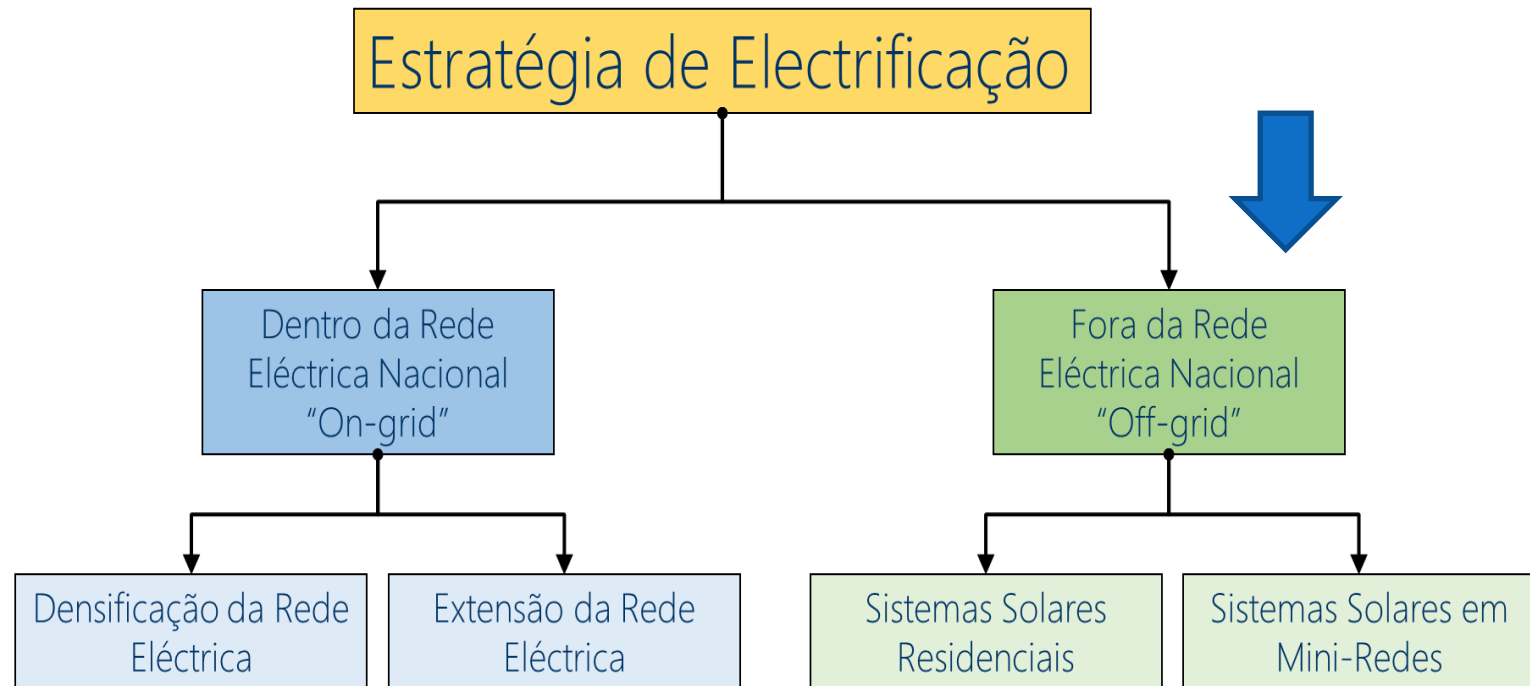 Estratégia de Electrificação
Dentro da Rede
Eléctrica Nacional
“On-grid”
Fora da Rede
Eléctrica Nacional
“Off-grid”
Densificação da Rede
Eléctrica
Extensão da Rede
Eléctrica
Sistemas Solares
Residenciais
Sistemas Solares em
Mini-Redes